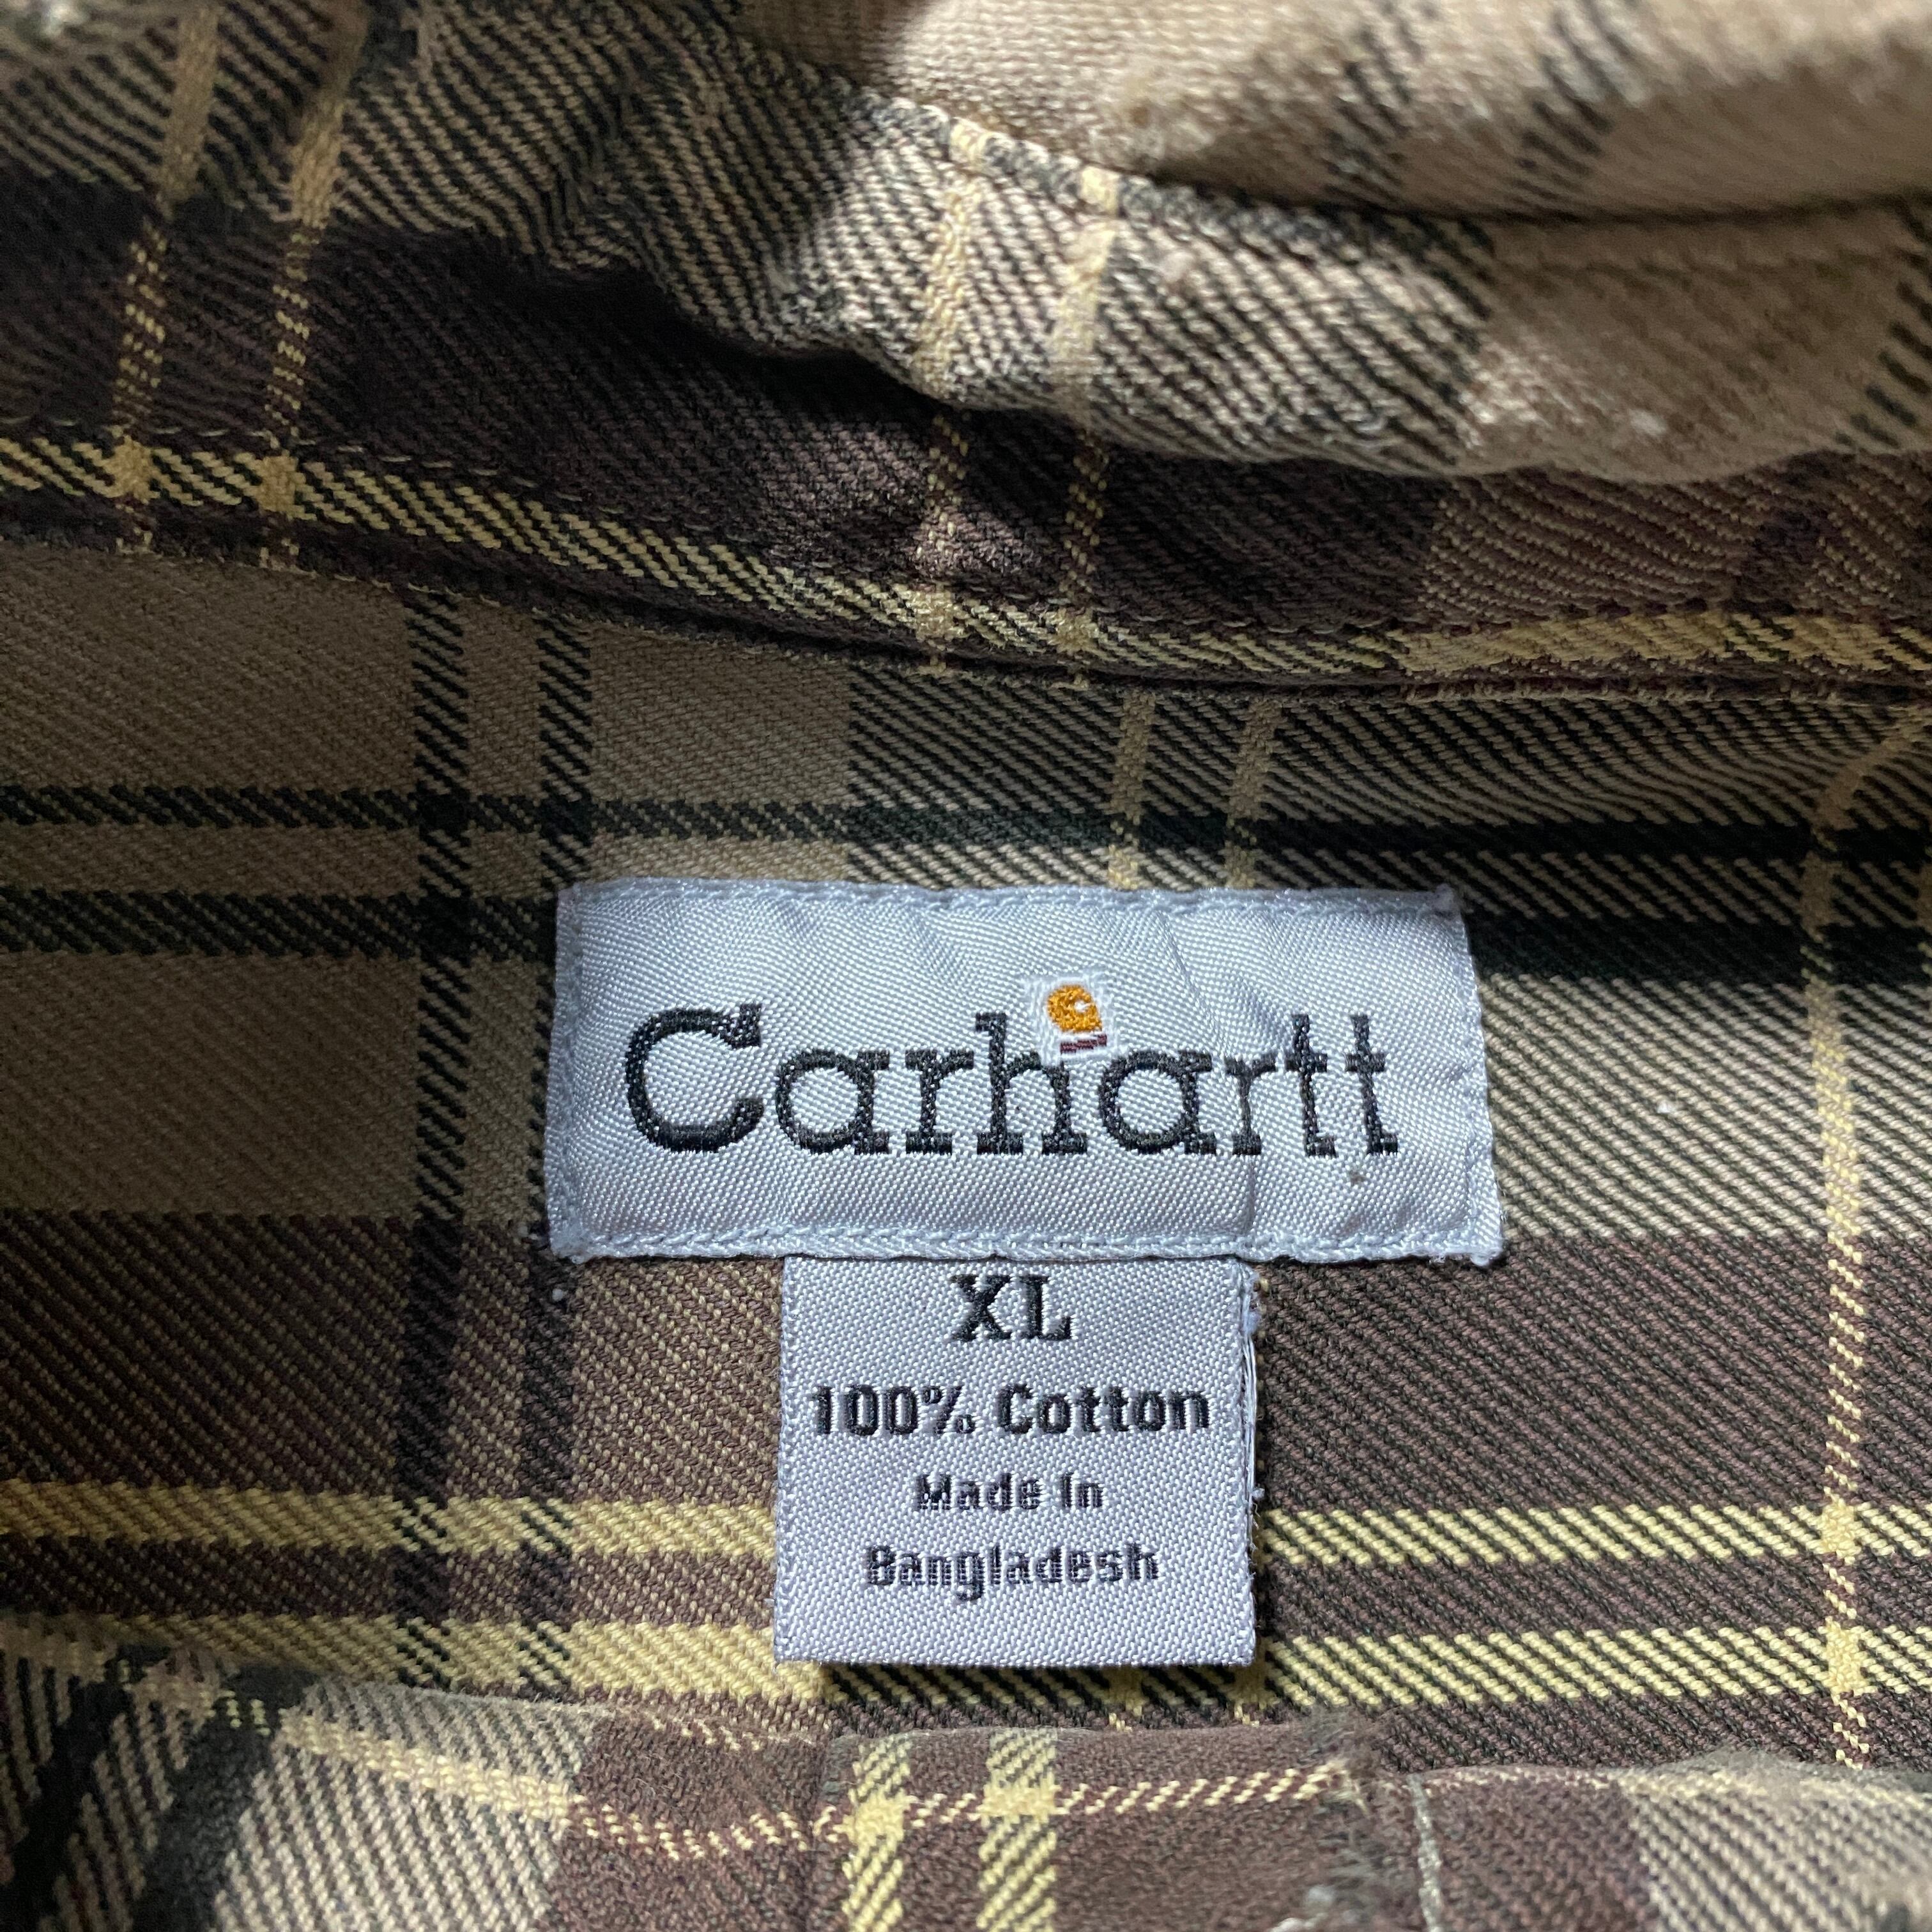 Carhartt
XL
100% Cotton
Made In
Bangladesh